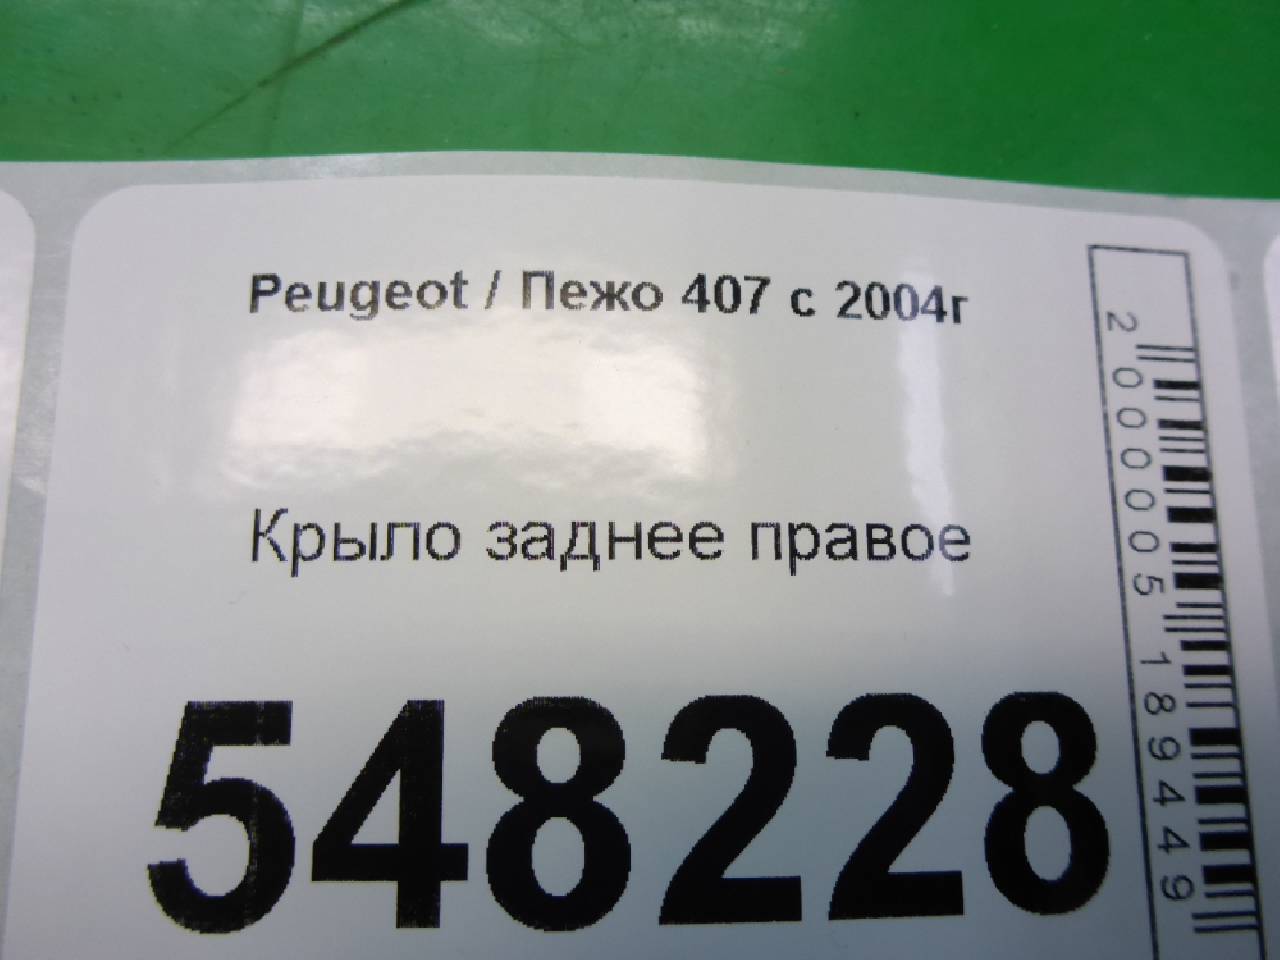 Peugeot / Пежо 407 с 2004г
Крыло заднее правое
548228
2000005189449